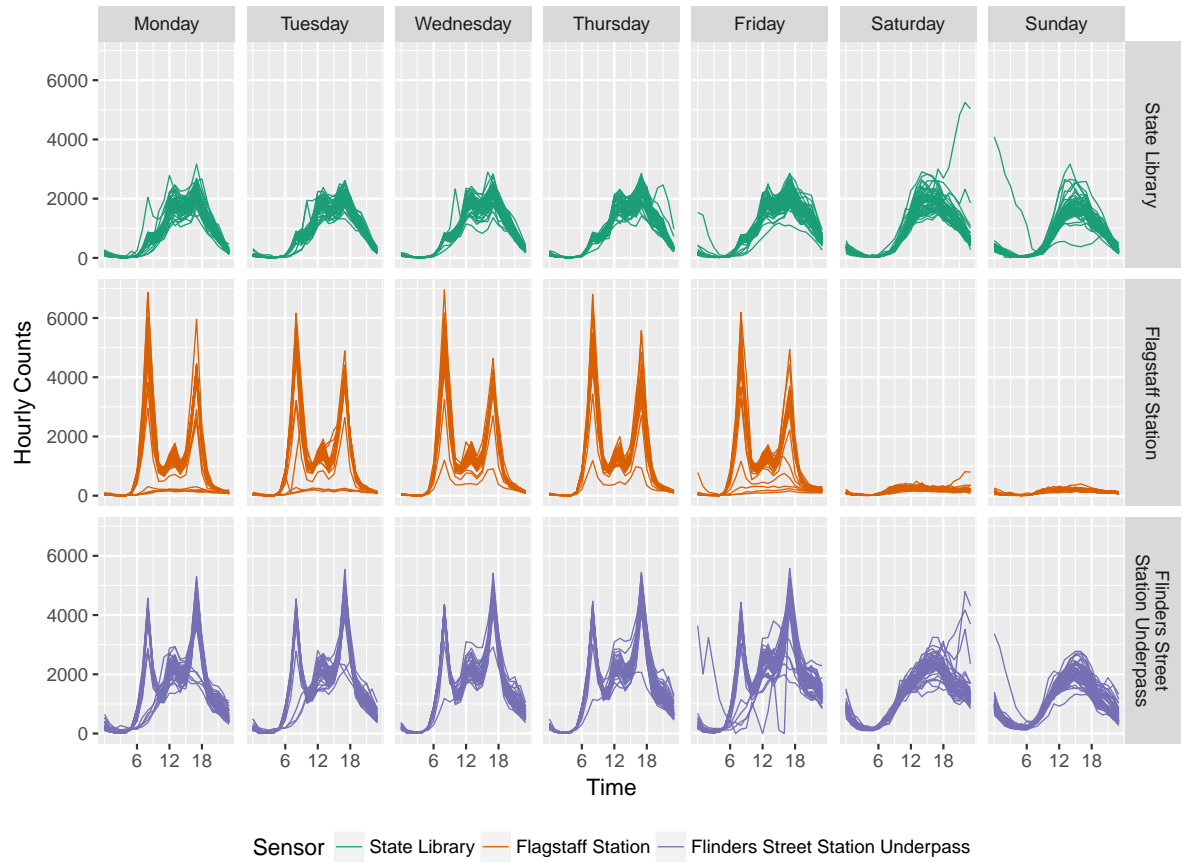 Monday Tuesday Wednesday Thursday Friday Saturday Sunday
6000
4000
2000
0
State Library
6000
4000
2000
0
Flagstaff Station
6000
4000
2000
0
Flinders Street
Station Underpass
Hourly Counts
6 12 18 6 12 18 6 12 18 6 12 18 6 12 18 6 12 18 6 12 18
Time
Sensor State Library Flagstaff Station Flinders Street Station Underpass